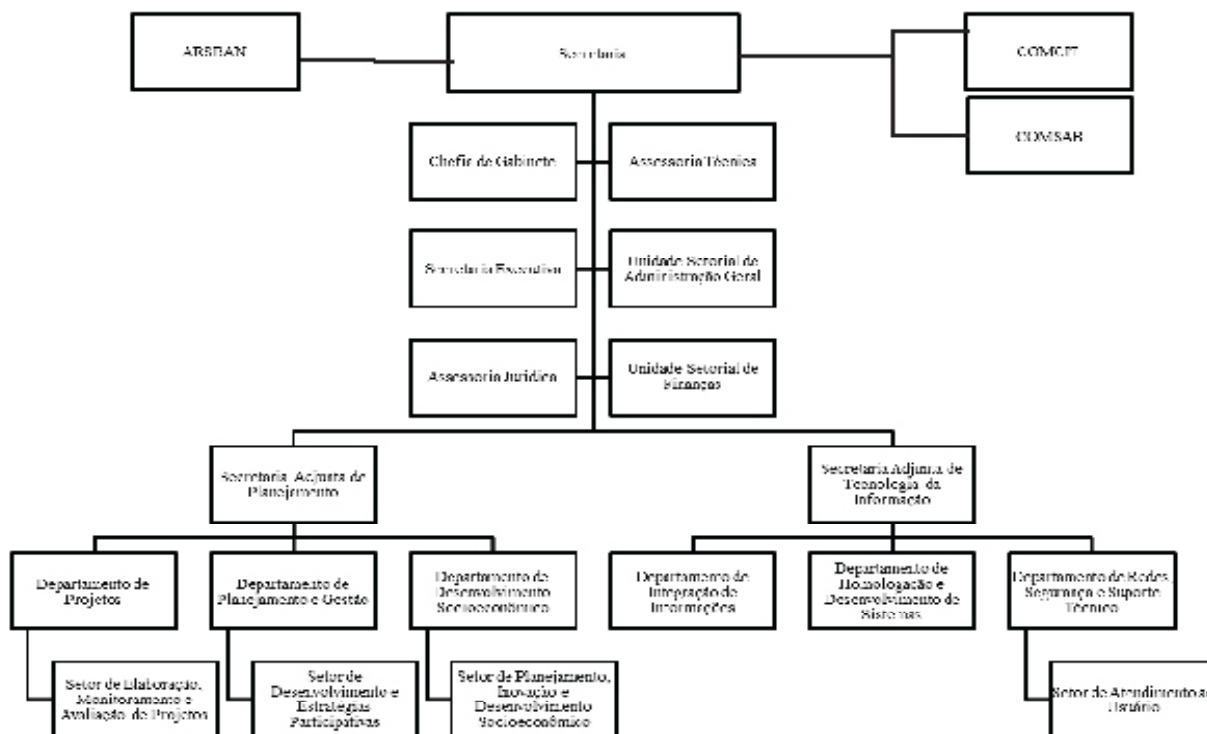 ARSBAN
Secretaria
COMCIT
COMSAB
Chefia de Gabinete
Assessoria Técnica
Secretaria Executiva
Unidade Setorial de
Administração Geral
Assessoria Jurídica
Unidade Setorial de
Finanças
Secretaria Adjunta de
Planejamento
Secretaria Adjunta de
Tecnologia da
Informação
Departamento de
Projetos
Departamento de
Planejamento e Gestão
Departamento de
Desenvolvimento
Socioeconômico
Departamento de
Integração de
Informações
Departamento de
Homologação e
Desenvolvimento de
Sistemas
Departamento de Redes,
Segurança e Suporte
Técnico
Setor de Elaboração,
Monitoramento e
Avaliação de Projetos
Setor de
Desenvolvimento e
Estratégias
Participativas
Setor de Planejamento,
Inovação e
Desenvolvimento
Socioeconômico
Setor de Atendimento ao
Usuário